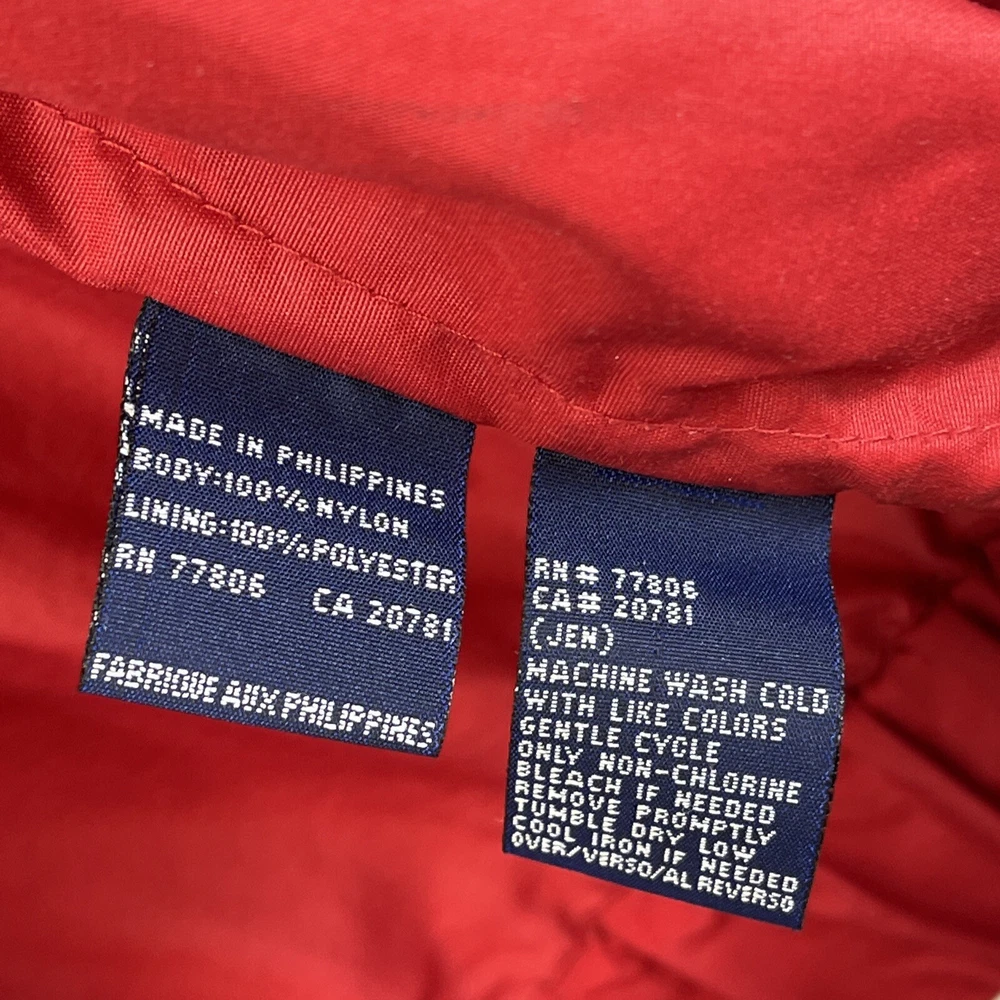 MADE IN PHILIPPINES
BODY:100% NYLON
LINING:100% POLYESTER
RN 77806 CA 20781
FABRIQUE AUX PHILIPPINES
RN# 77806
CA# 20781
(JEN)
MACHINE WASH COLD
WITH LIKE COLORS
GENTLE CYCLE
ONLY NON-CHLORINE
BLEACH IF NEEDED
REMOVE PROMPTLY
TUMBLE DRY LOW
COOL IRON IF NEEDED
OVER/VERSO/AL REVERSO